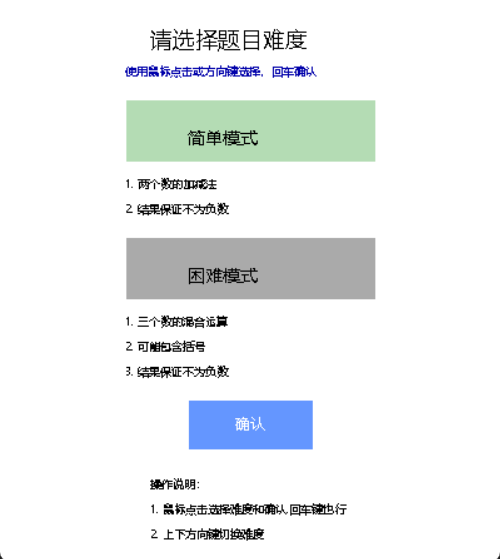 请选择题目难度
使用鼠标点击或方向键选择，回车确认
简单模式
1. 两个数的加减法
2. 结果保证不为负数
困难模式
1. 三个数的混合运算
2. 可能包含括号
3. 结果保证不为负数
确认
操作说明：
1. 鼠标点击选择难度和确认,回车键也行
2. 上下方向键切换难度